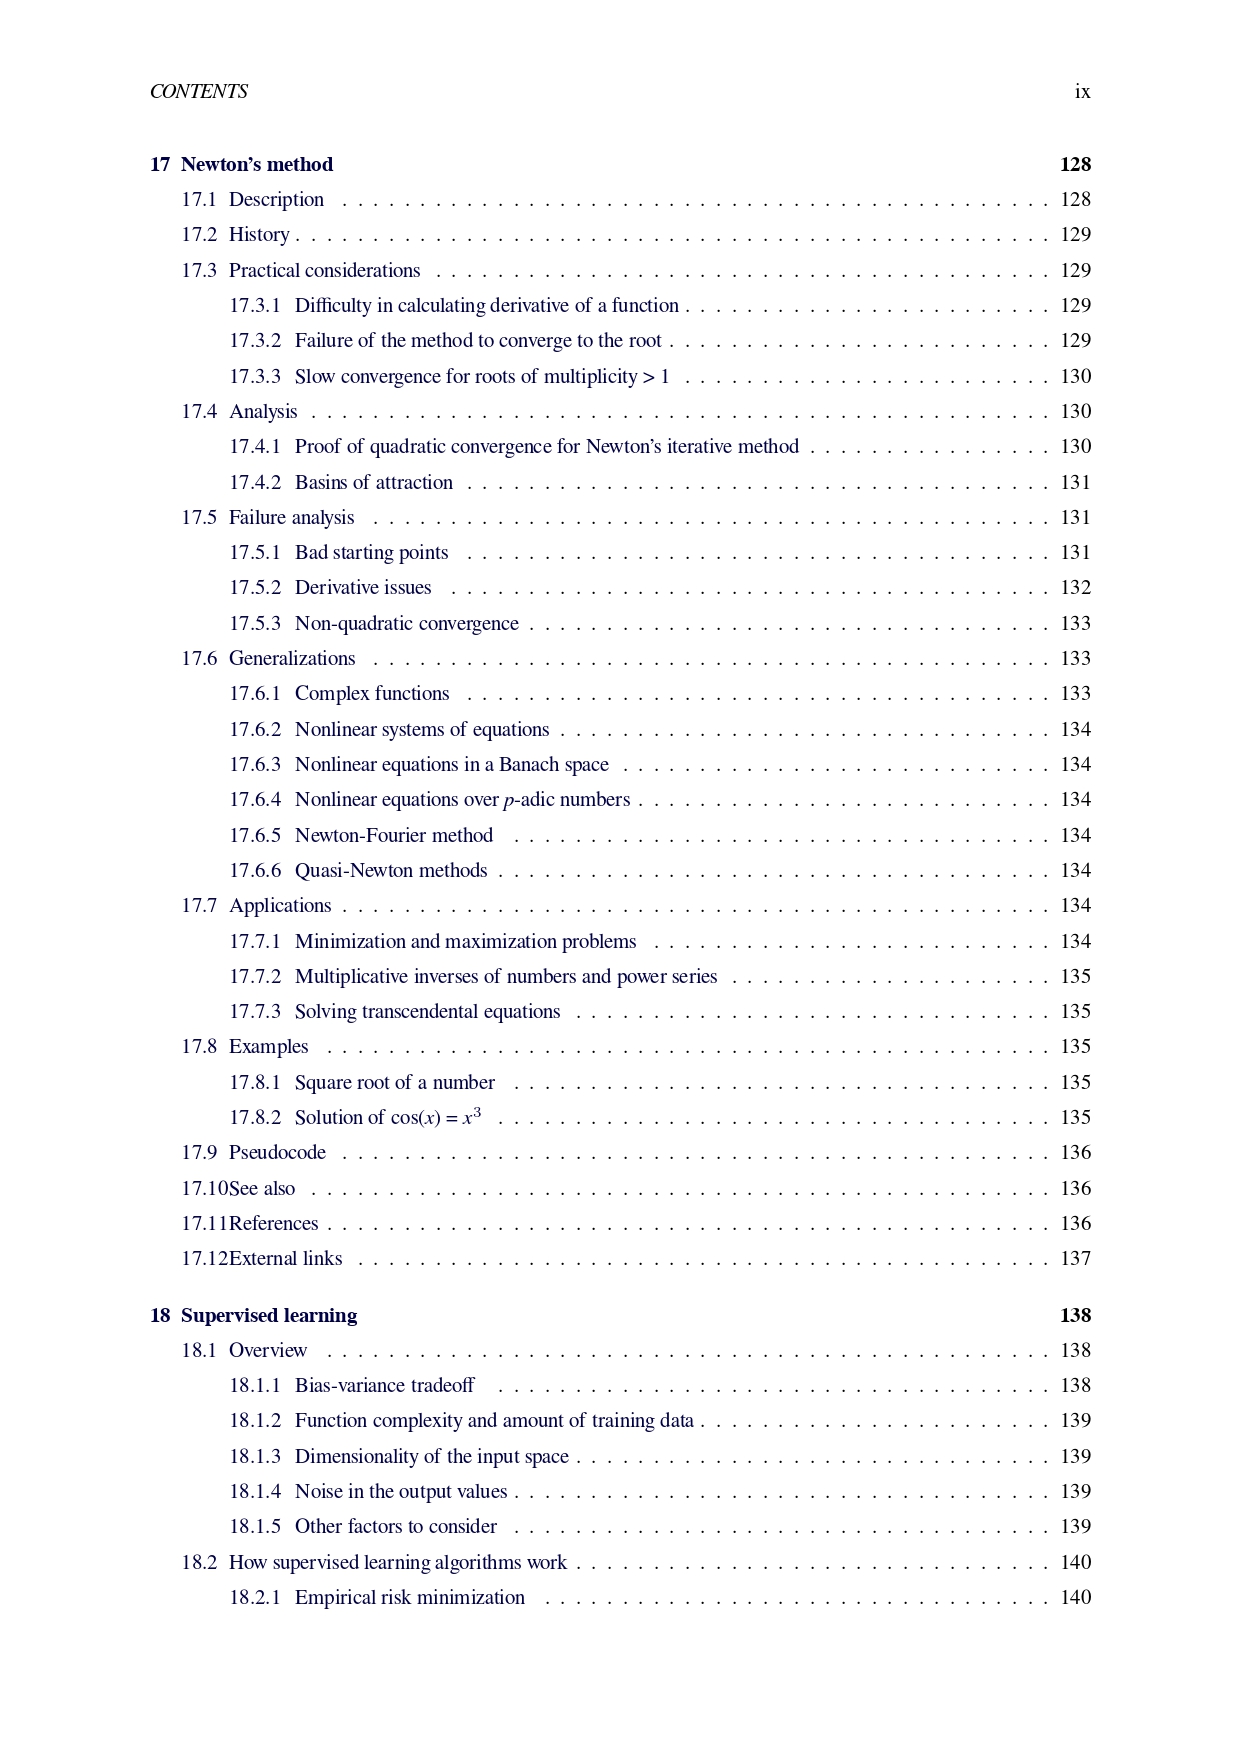 CONTENTS ix
17 Newton’s method 128
17.1 Description . . . . . . . . . . . . . . . . . . . . . . . . . . . . . . . . . . . . . . . . . . . . . . 128
17.2 History . . . . . . . . . . . . . . . . . . . . . . . . . . . . . . . . . . . . . . . . . . . . . . . . . 129
17.3 Practical considerations . . . . . . . . . . . . . . . . . . . . . . . . . . . . . . . . . . . . . . . . 129
17.3.1 Difficulty in calculating derivative of a function . . . . . . . . . . . . . . . . . . . . . . . . 129
17.3.2 Failure of the method to converge to the root . . . . . . . . . . . . . . . . . . . . . . . . . 129
17.3.3 Slow convergence for roots of multiplicity > 1 . . . . . . . . . . . . . . . . . . . . . . . . 130
17.4 Analysis . . . . . . . . . . . . . . . . . . . . . . . . . . . . . . . . . . . . . . . . . . . . . . . . 130
17.4.1 Proof of quadratic convergence for Newton’s iterative method . . . . . . . . . . . . . . . . 130
17.4.2 Basins of attraction . . . . . . . . . . . . . . . . . . . . . . . . . . . . . . . . . . . . . . 131
17.5 Failure analysis . . . . . . . . . . . . . . . . . . . . . . . . . . . . . . . . . . . . . . . . . . . . 131
17.5.1 Bad starting points . . . . . . . . . . . . . . . . . . . . . . . . . . . . . . . . . . . . . . 131
17.5.2 Derivative issues . . . . . . . . . . . . . . . . . . . . . . . . . . . . . . . . . . . . . . . 132
17.5.3 Non-quadratic convergence . . . . . . . . . . . . . . . . . . . . . . . . . . . . . . . . . . 133
17.6 Generalizations . . . . . . . . . . . . . . . . . . . . . . . . . . . . . . . . . . . . . . . . . . . . 133
17.6.1 Complex functions . . . . . . . . . . . . . . . . . . . . . . . . . . . . . . . . . . . . . . 133
17.6.2 Nonlinear systems of equations . . . . . . . . . . . . . . . . . . . . . . . . . . . . . . . . 134
17.6.3 Nonlinear equations in a Banach space . . . . . . . . . . . . . . . . . . . . . . . . . . . . 134
17.6.4 Nonlinear equations over p-adic numbers . . . . . . . . . . . . . . . . . . . . . . . . . . . 134
17.6.5 Newton-Fourier method . . . . . . . . . . . . . . . . . . . . . . . . . . . . . . . . . . . 134
17.6.6 Quasi-Newton methods . . . . . . . . . . . . . . . . . . . . . . . . . . . . . . . . . . . . 134
17.7 Applications . . . . . . . . . . . . . . . . . . . . . . . . . . . . . . . . . . . . . . . . . . . . . . 134
17.7.1 Minimization and maximization problems . . . . . . . . . . . . . . . . . . . . . . . . . . 134
17.7.2 Multiplicative inverses of numbers and power series . . . . . . . . . . . . . . . . . . . . . 135
17.7.3 Solving transcendental equations . . . . . . . . . . . . . . . . . . . . . . . . . . . . . . . 135
17.8 Examples . . . . . . . . . . . . . . . . . . . . . . . . . . . . . . . . . . . . . . . . . . . . . . . 135
17.8.1 Square root of a number . . . . . . . . . . . . . . . . . . . . . . . . . . . . . . . . . . . 135
17.8.2 Solution of cos(x) = x³ . . . . . . . . . . . . . . . . . . . . . . . . . . . . . . . . . . . . 135
17.9 Pseudocode . . . . . . . . . . . . . . . . . . . . . . . . . . . . . . . . . . . . . . . . . . . . . . 136
17.10See also . . . . . . . . . . . . . . . . . . . . . . . . . . . . . . . . . . . . . . . . . . . . . . . . 136
17.11References . . . . . . . . . . . . . . . . . . . . . . . . . . . . . . . . . . . . . . . . . . . . . . . 136
17.12External links . . . . . . . . . . . . . . . . . . . . . . . . . . . . . . . . . . . . . . . . . . . . . 137
18 Supervised learning 138
18.1 Overview . . . . . . . . . . . . . . . . . . . . . . . . . . . . . . . . . . . . . . . . . . . . . . . 138
18.1.1 Bias-variance tradeoff . . . . . . . . . . . . . . . . . . . . . . . . . . . . . . . . . . . . 138
18.1.2 Function complexity and amount of training data . . . . . . . . . . . . . . . . . . . . . . . 139
18.1.3 Dimensionality of the input space . . . . . . . . . . . . . . . . . . . . . . . . . . . . . . . 139
18.1.4 Noise in the output values . . . . . . . . . . . . . . . . . . . . . . . . . . . . . . . . . . . 139
18.1.5 Other factors to consider . . . . . . . . . . . . . . . . . . . . . . . . . . . . . . . . . . . 139
18.2 How supervised learning algorithms work . . . . . . . . . . . . . . . . . . . . . . . . . . . . . . . 140
18.2.1 Empirical risk minimization . . . . . . . . . . . . . . . . . . . . . . . . . . . . . . . . . 140